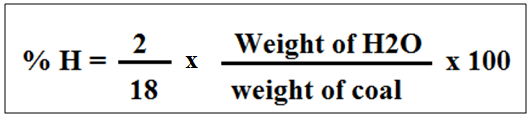 % H = 2 / 18 x Weight of H2O / weight of coal x 100